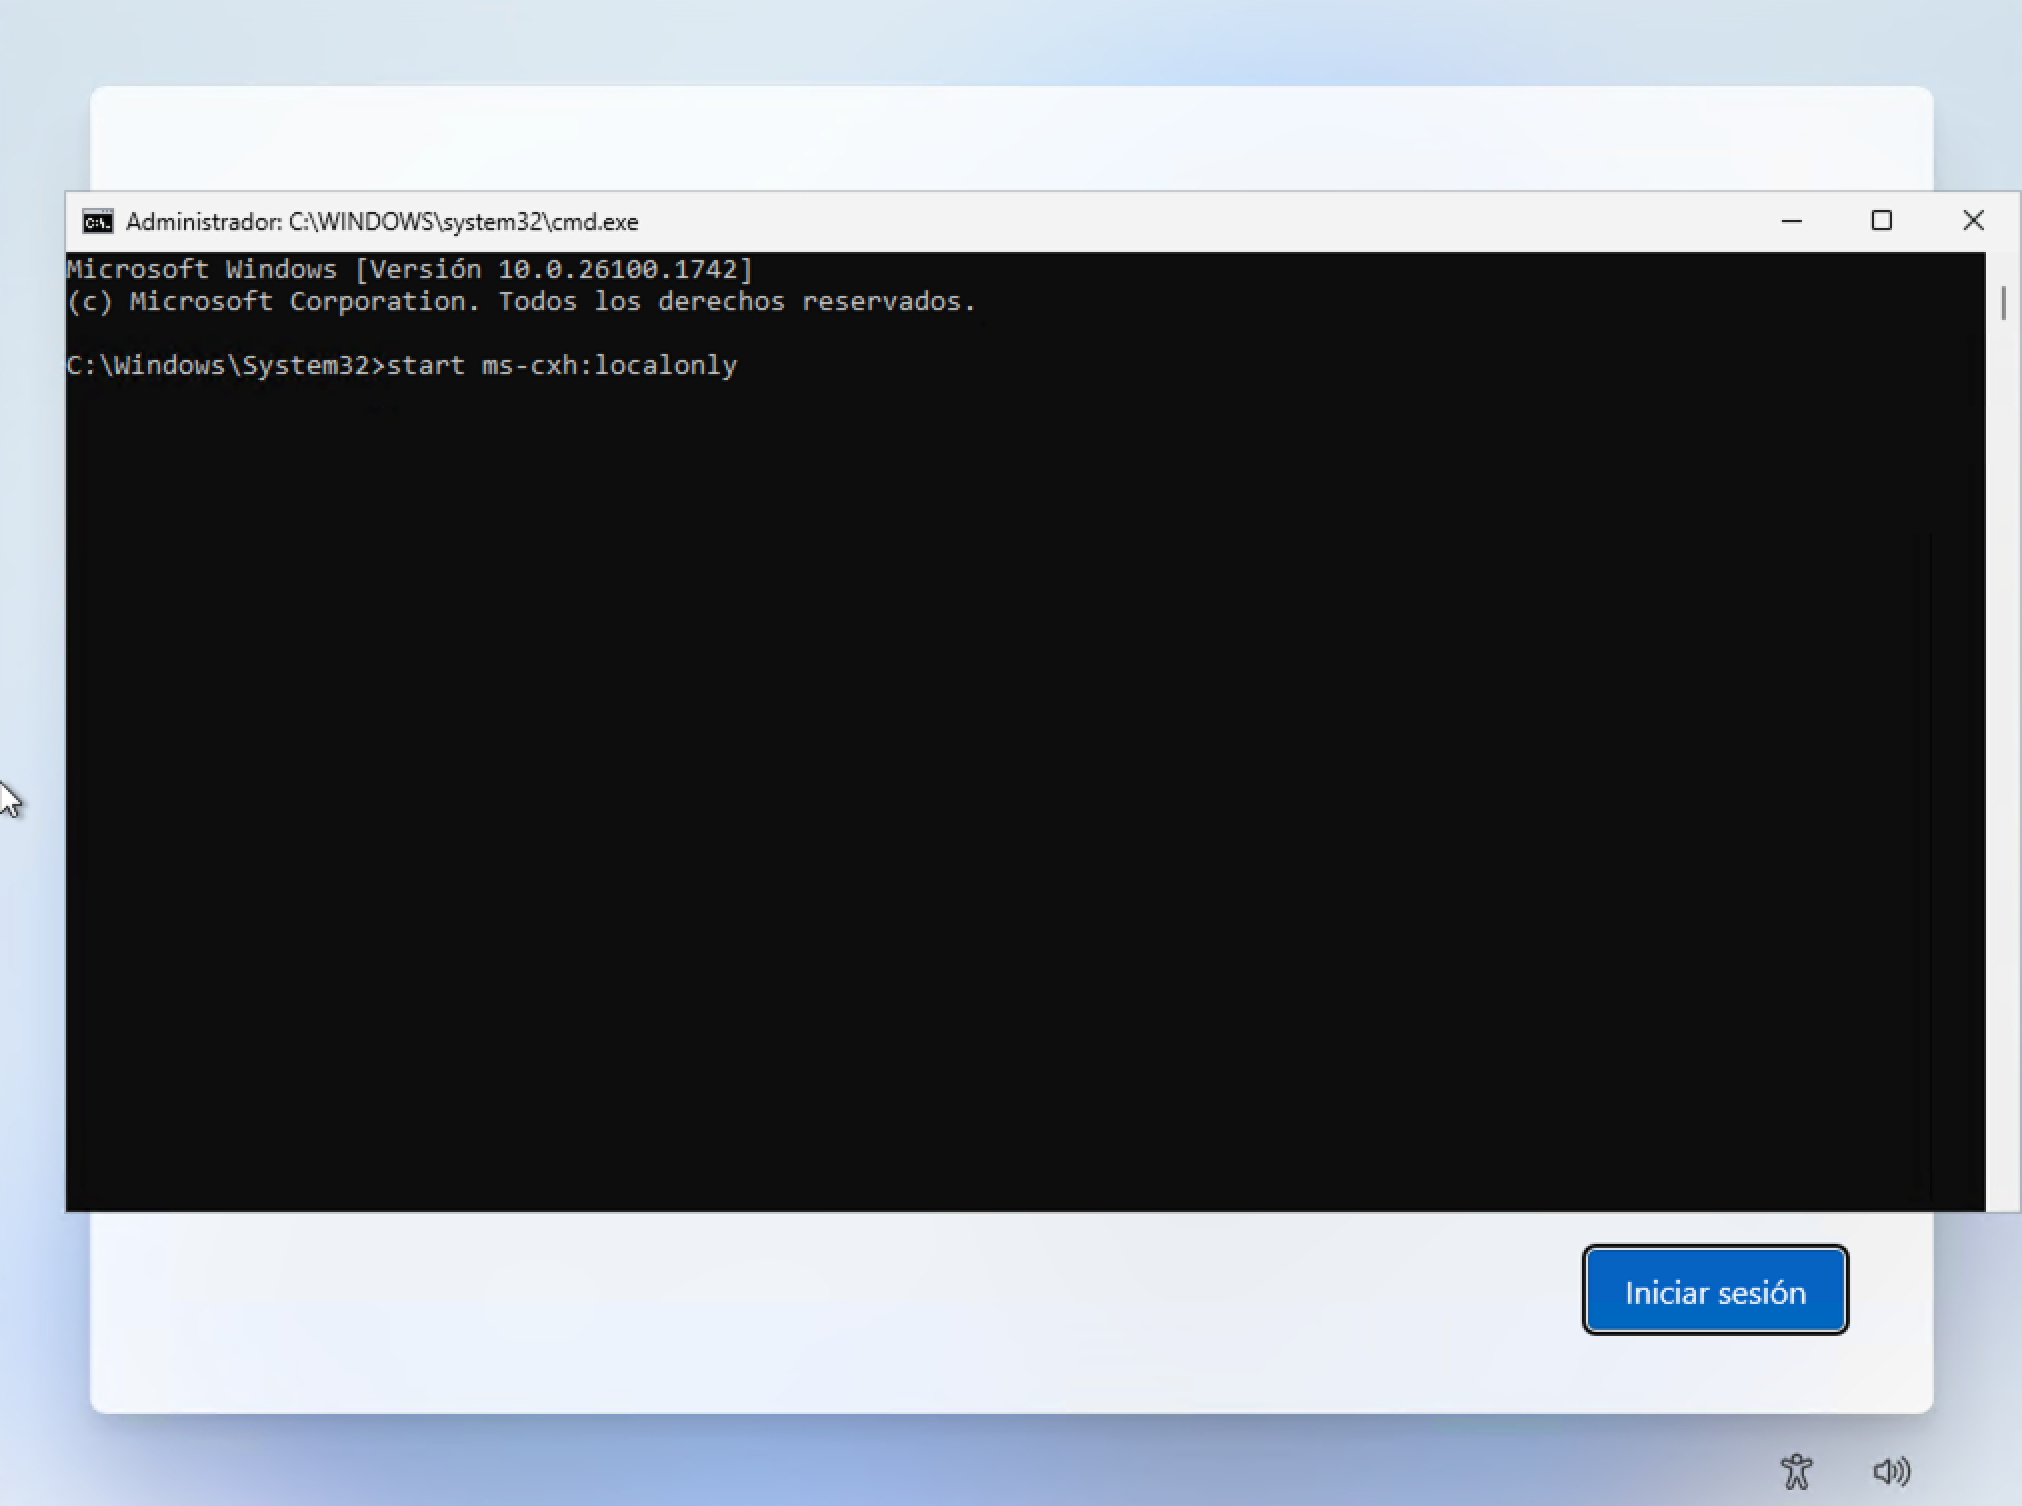 Administrador: C:\WINDOWS\system32\cmd.exe
Microsoft Windows [Versión 10.0.26100.1742]
(c) Microsoft Corporation. Todos los derechos reservados.
C:\Windows\System32>start ms-cxh:localonly
Iniciar sesión